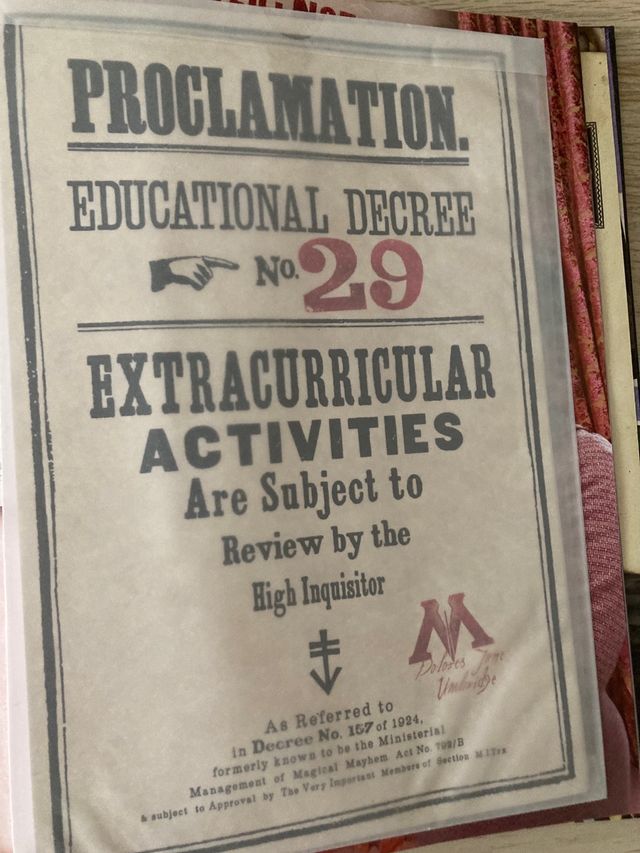 PROCLAMATION.
EDUCATIONAL DECREE
No. 29
EXTRACURRICULAR
ACTIVITIES
Are Subject to
Review by the
High Inquisitor
M
Dolores Jane
Umbridge
As Referred to
in Decree No. 157 of 1924,
formerly known to be the Ministerial
Management of Magical Mayhem Act No. 792/B
& subject to Approval by The Very Important Members of Section